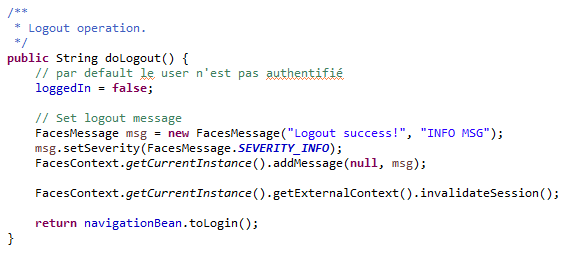 /**
 * Logout operation.
 */
public String doLogout() {
    // par default le user n'est pas authentifié
    loggedIn = false;

    // Set logout message
    FacesMessage msg = new FacesMessage("Logout success!", "INFO MSG");
    msg.setSeverity(FacesMessage.SEVERITY_INFO);
    FacesContext.getCurrentInstance().addMessage(null, msg);

    FacesContext.getCurrentInstance().getExternalContext().invalidateSession();

    return navigationBean.toLogin();
}